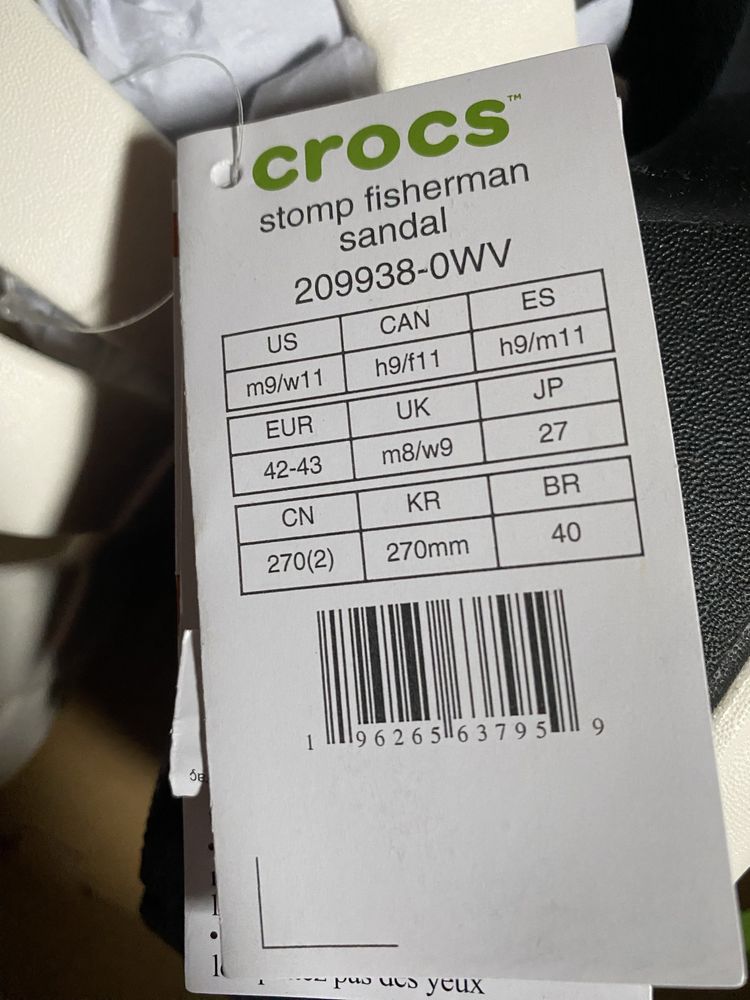 crocs™
stomp fisherman
sandal
209938-0WV
US CAN ES
m9/w11 h9/f11 h9/m11
EUR UK JP
42-43 m8/w9 27
CN KR BR
270(2) 270mm 40
1 96265 63795 9
pas des yeux